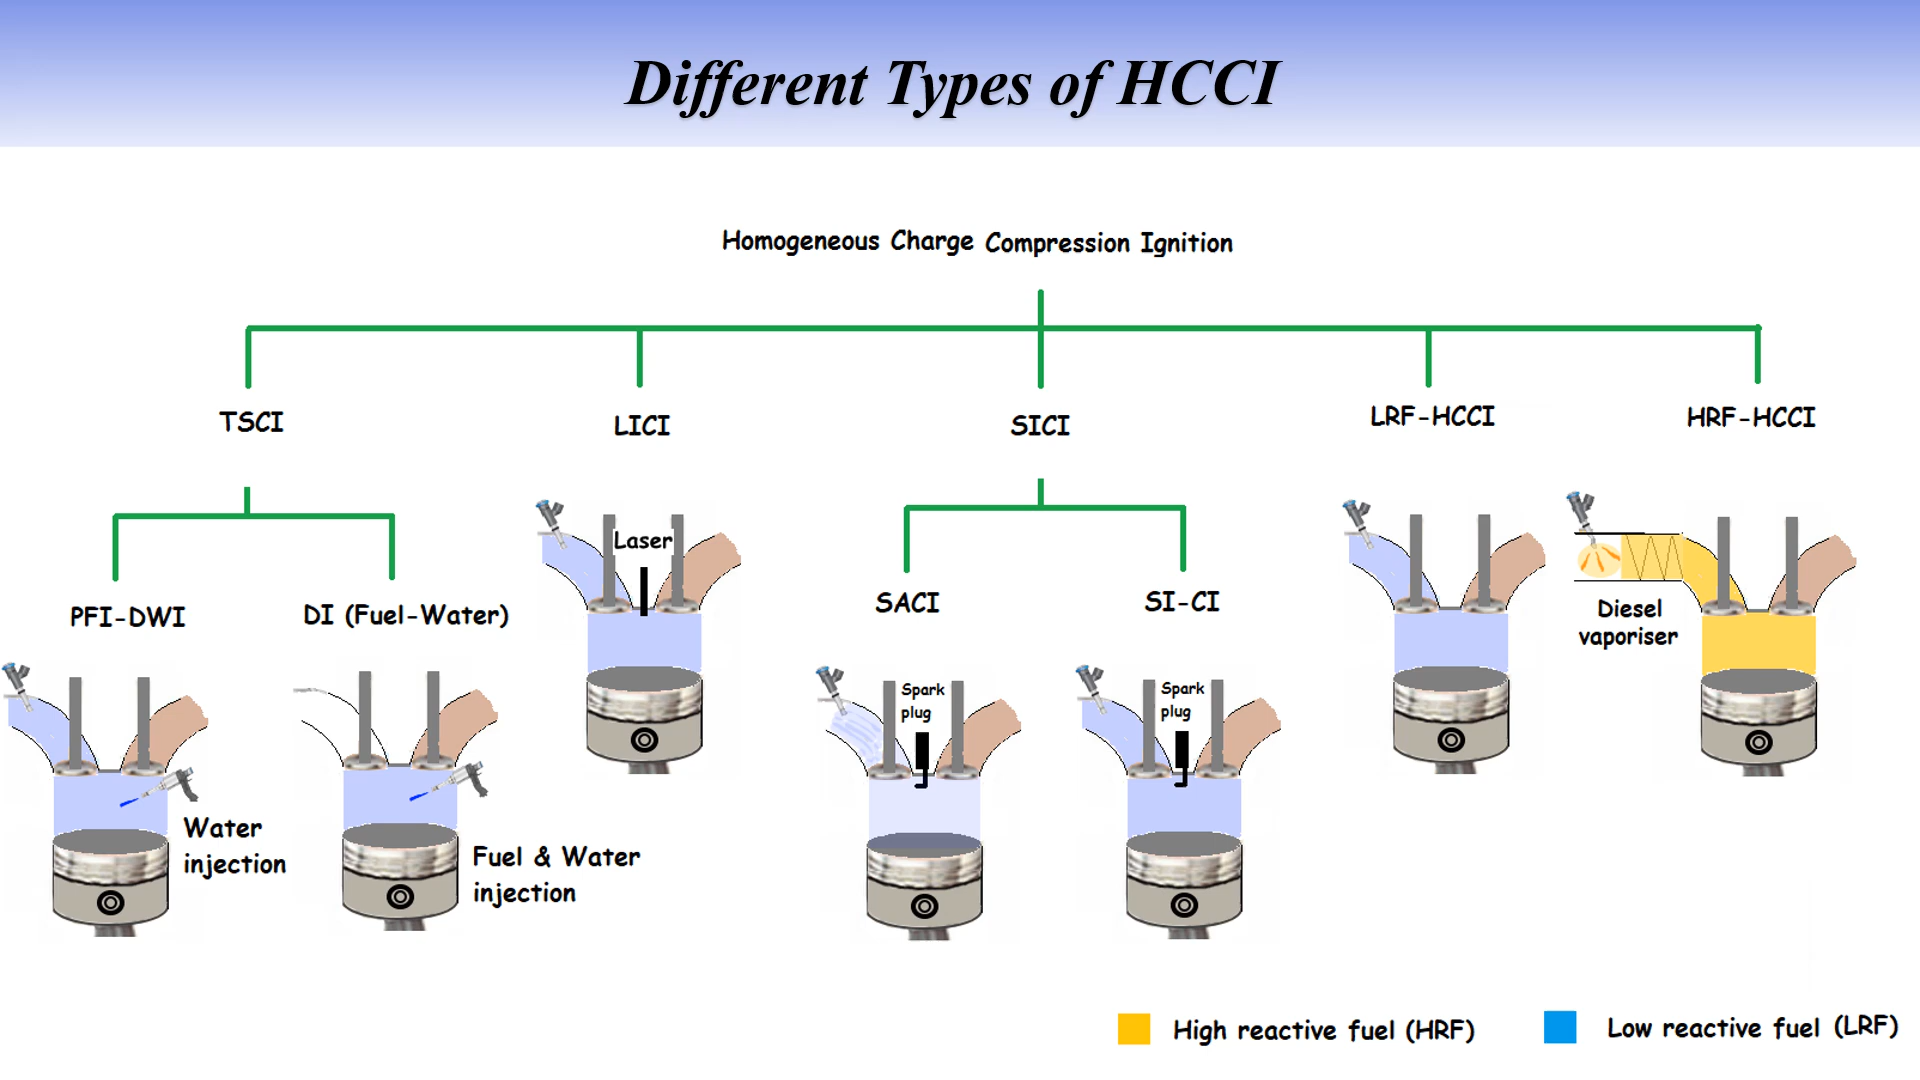 Different Types of HCCI
Homogeneous Charge Compression Ignition
TSCI
LICI
SICI
LRF-HCCI
HRF-HCCI
PFI-DWI
DI (Fuel-Water)
Laser
SACI
SI-CI
Diesel
vaporiser
Spark
plug
Spark
plug
Water
injection
Fuel & Water
injection
High reactive fuel (HRF)
Low reactive fuel (LRF)